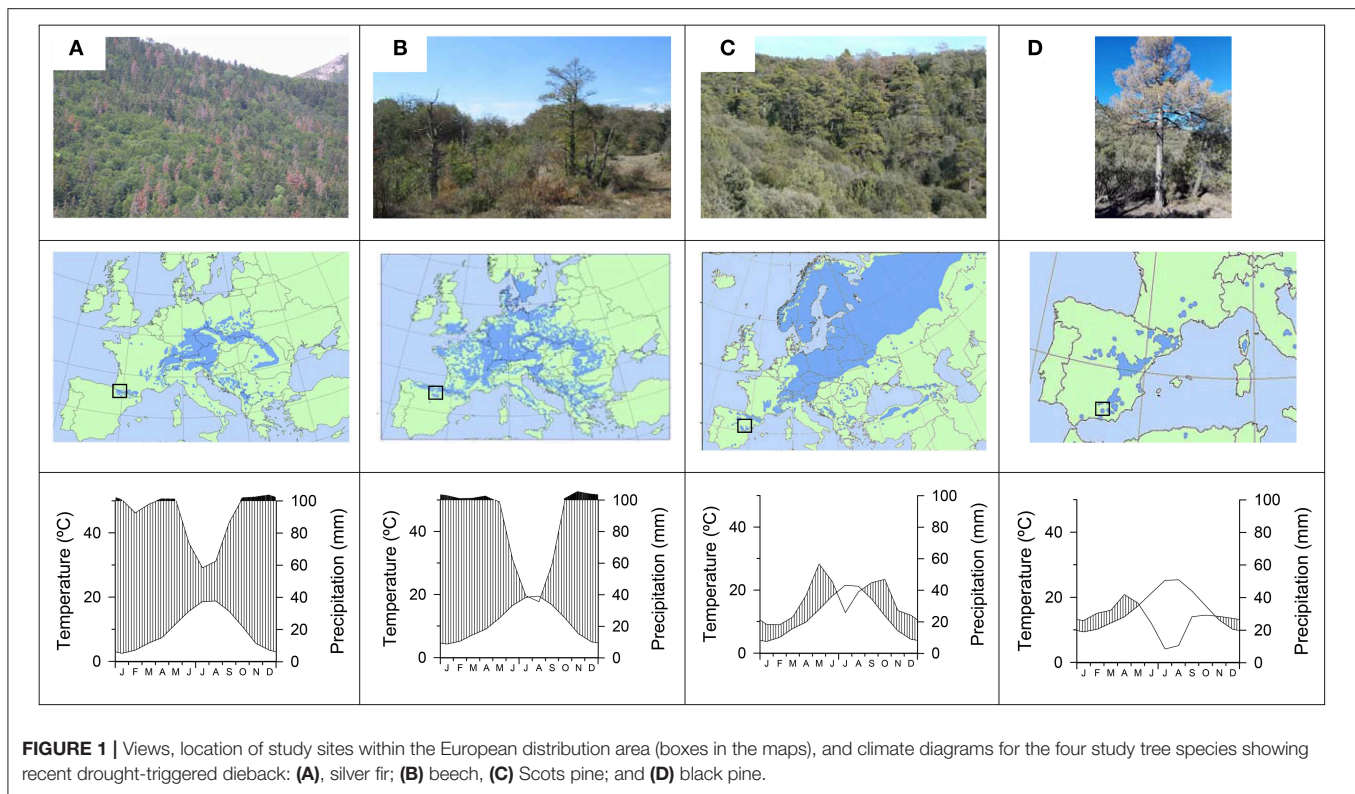 A
B
C
D
Temperature (ºC)
40
20
0
100
80
60
40
20
0
Precipitation (mm)
J F M A M J J A S O N D
Temperature (ºC)
40
20
0
100
80
60
40
20
0
Precipitation (mm)
J F M A M J J A S O N D
Temperature (ºC)
40
20
0
100
80
60
40
20
0
Precipitation (mm)
J F M A M J J A S O N D
Temperature (ºC)
40
20
0
100
80
60
40
20
0
Precipitation (mm)
J F M A M J J A S O N D
FIGURE 1 | Views, location of study sites within the European distribution area (boxes in the maps), and climate diagrams for the four study tree species showing
recent drought-triggered dieback: (A), silver fir; (B) beech, (C) Scots pine; and (D) black pine.